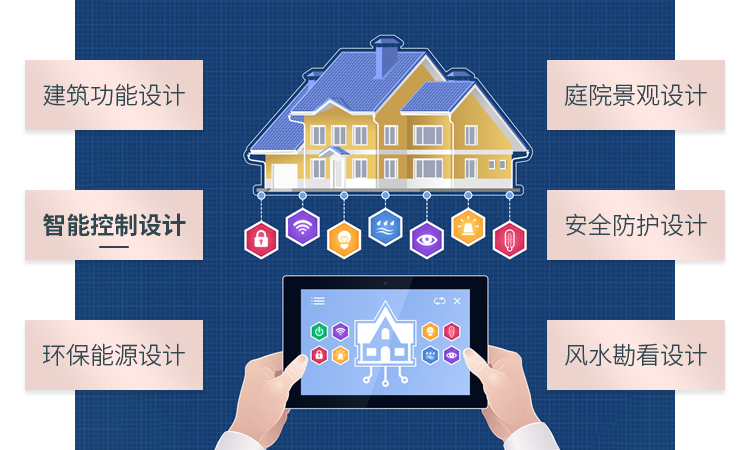 建筑功能设计
庭院景观设计
智能控制设计
安全防护设计
环保能源设计
风水勘看设计